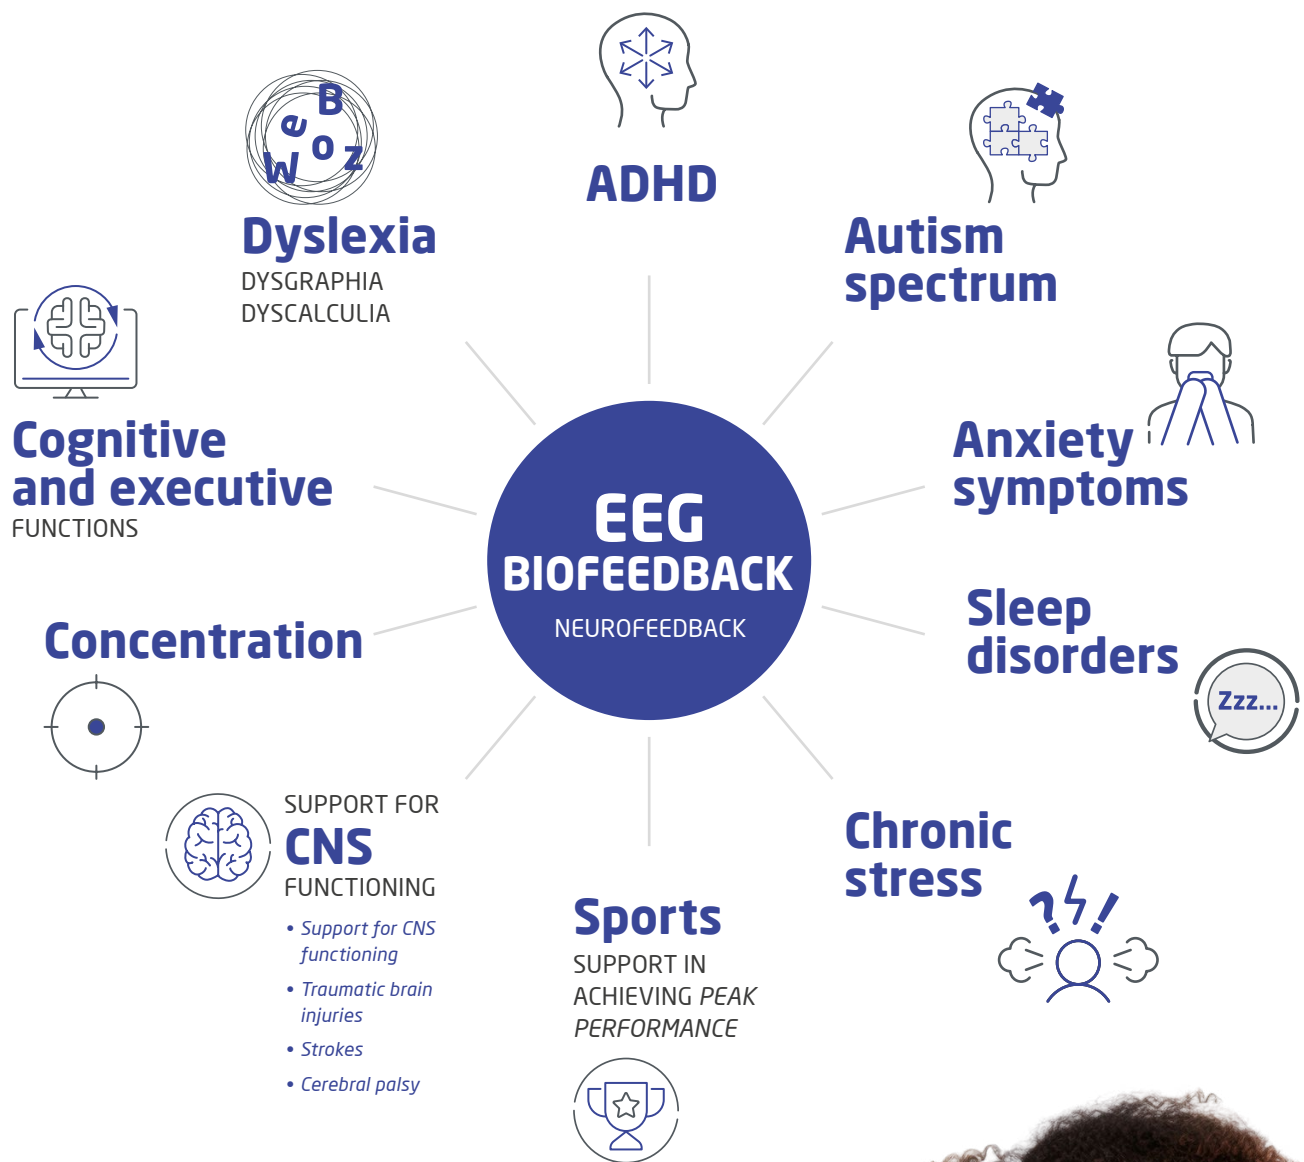 B
e
o
W
z
ADHD
Dyslexia
DYSGRAPHIA
DYSCALCULIA
Autism
spectrum
Cognitive
and executive
FUNCTIONS
Anxiety
symptoms
EEG
BIOFEEDBACK
NEUROFEEDBACK
Concentration
Sleep
disorders
Zzz...
SUPPORT FOR
CNS
FUNCTIONING
• Support for CNS
functioning
• Traumatic brain
injuries
• Strokes
• Cerebral palsy
Sports
SUPPORT IN
ACHIEVING PEAK
PERFORMANCE
Chronic
stress
? !